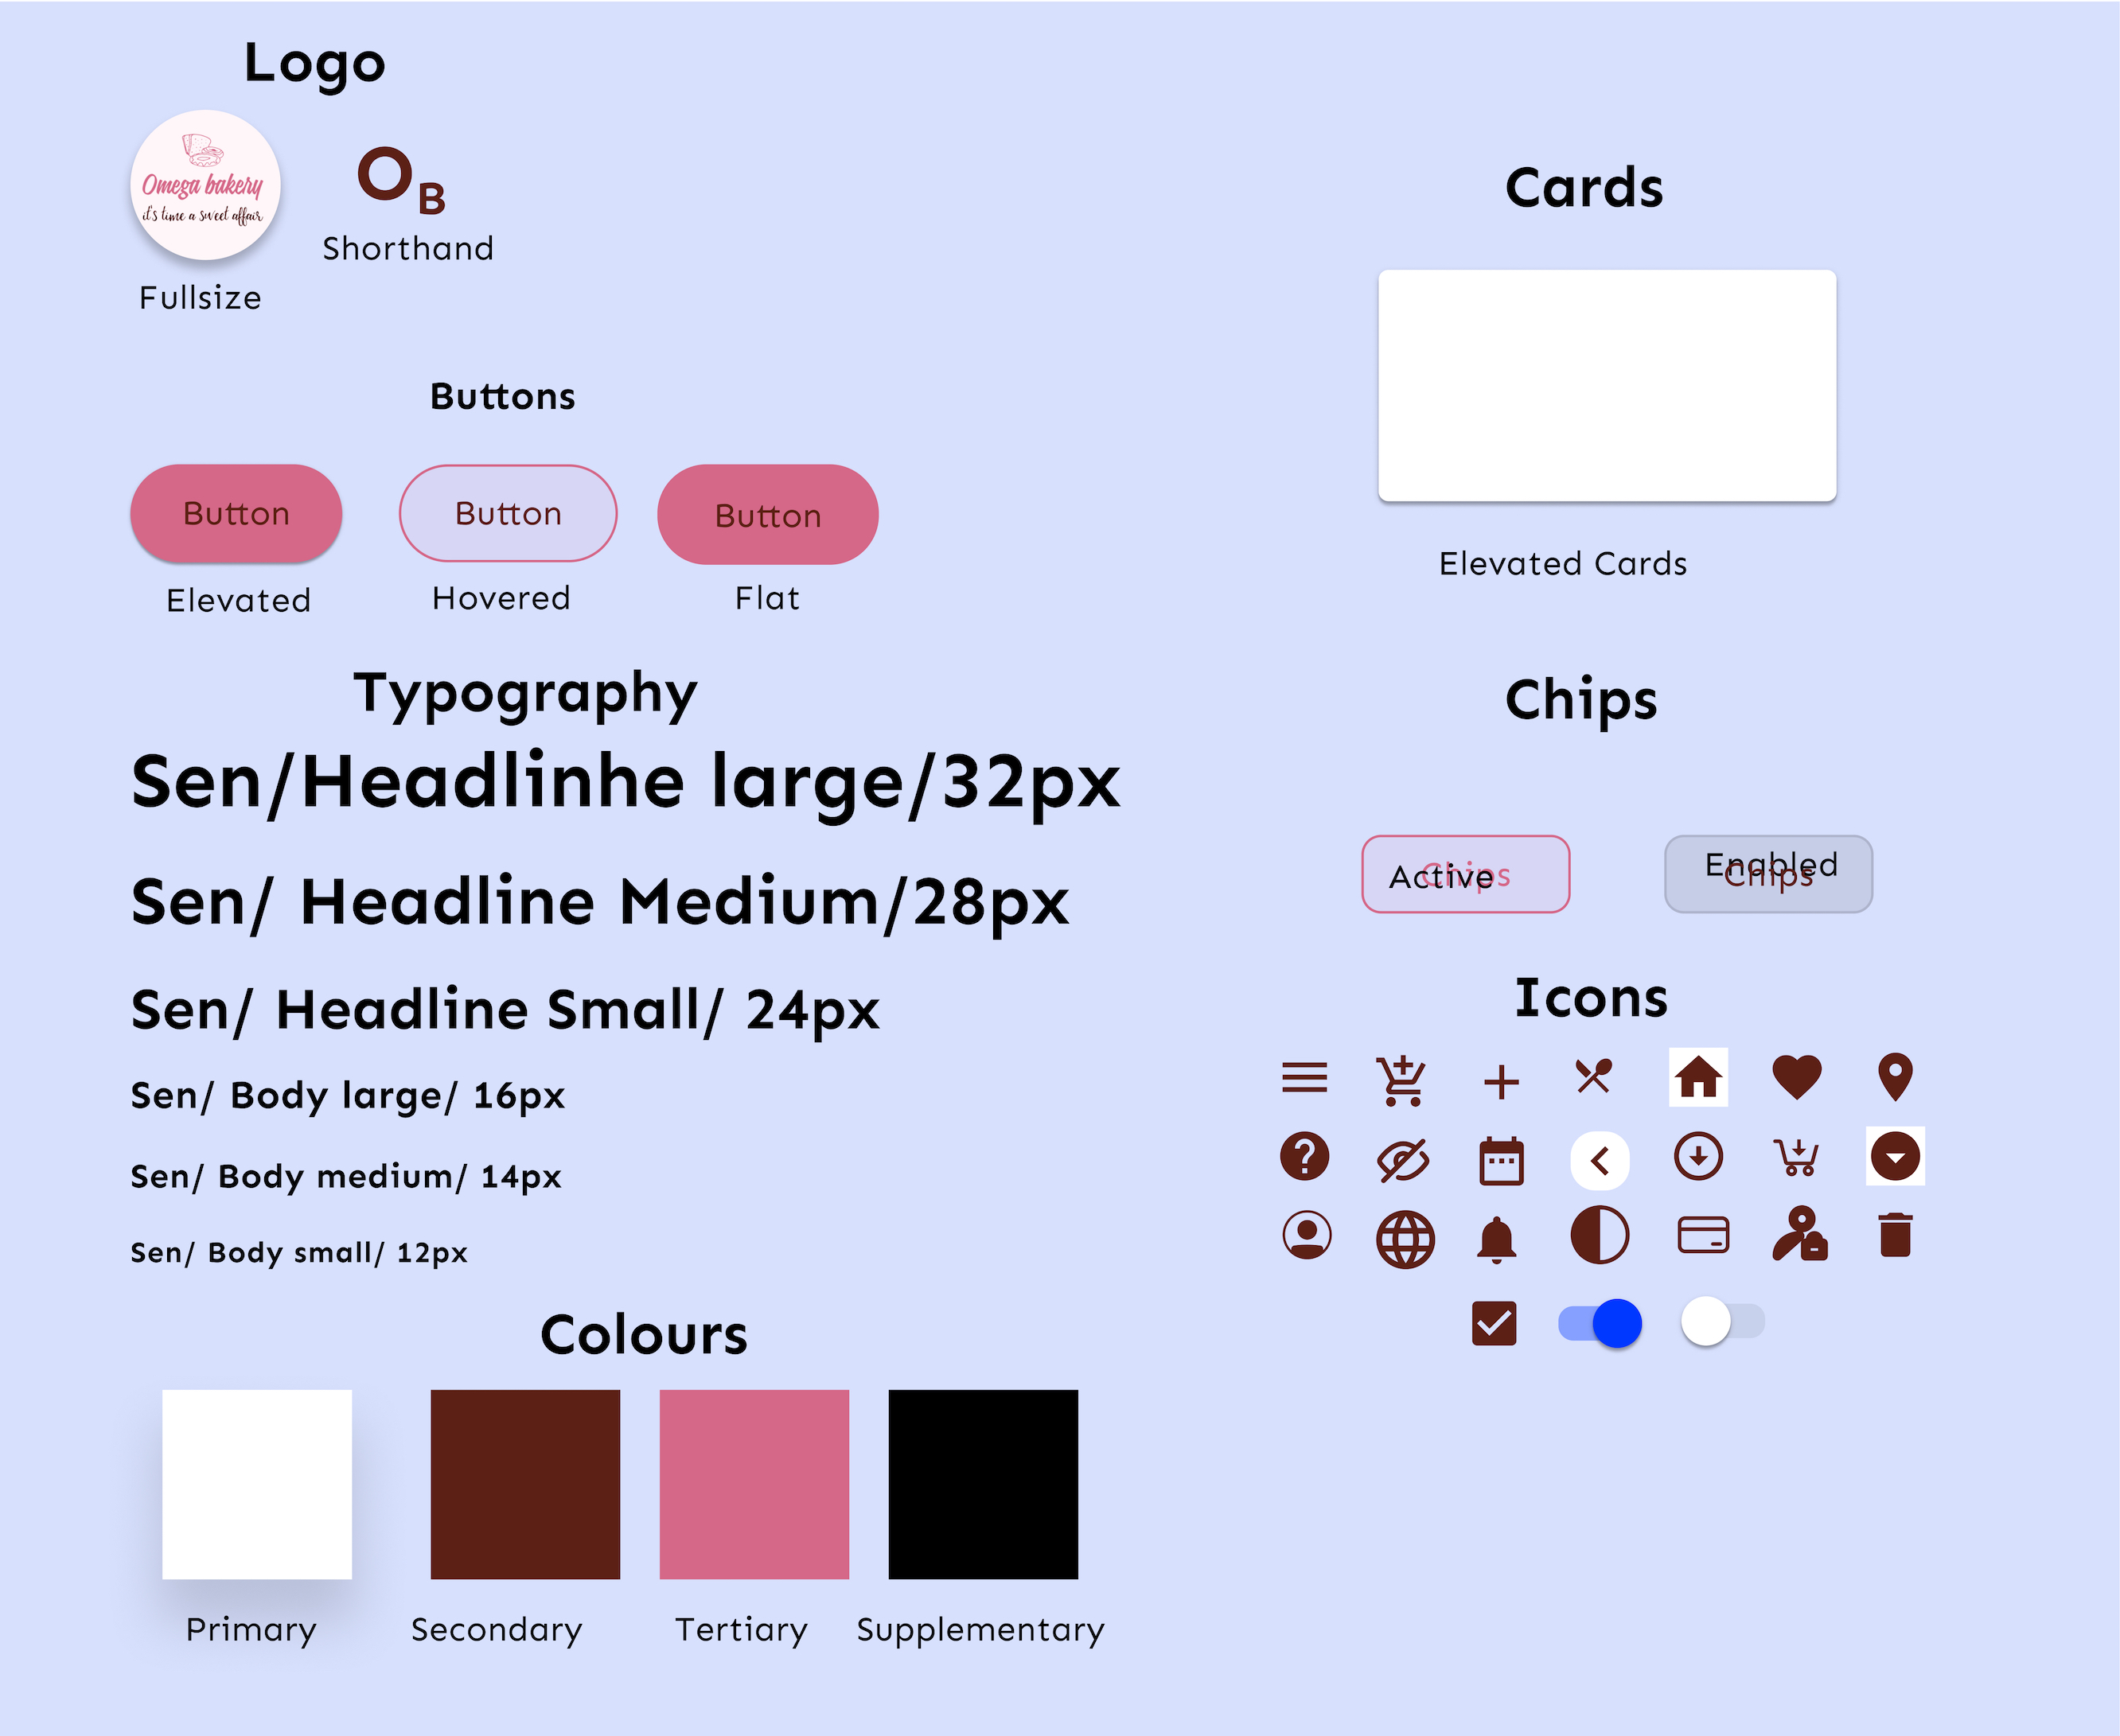 Logo
Omega bakery
it's time a sweet affair
Fullsize
OB
Shorthand
Buttons
Button
Button
Button
Elevated
Hovered
Flat
Typography
Sen/Headlinhe large/32px
Sen/ Headline Medium/28px
Sen/ Headline Small/ 24px
Sen/ Body large/ 16px
Sen/ Body medium/ 14px
Sen/ Body small/ 12px
Colours
Primary
Secondary
Tertiary
Supplementary
Cards
Elevated Cards
Chips
Chips
Active
Enabled
Chips
Icons